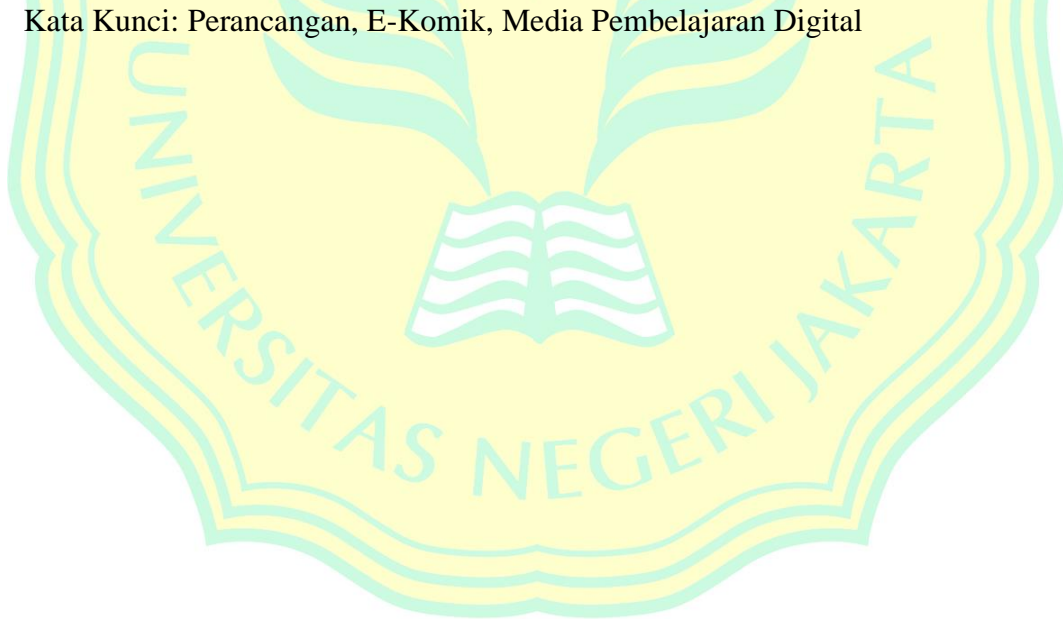 Kata Kunci: Perancangan, E-Komik, Media Pembelajaran Digital
UNIVERSITAS NEGERI JAKARTA